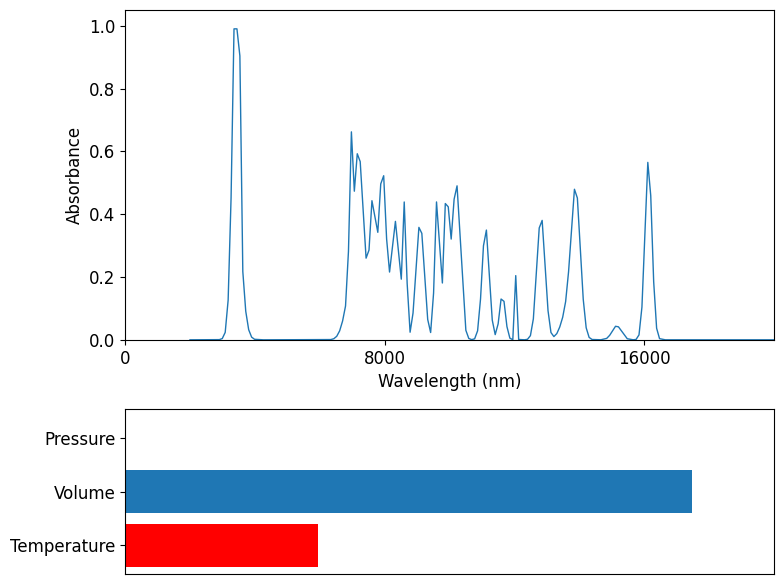 1.0
0.8
0.6
0.4
0.2
0.0
Absorbance
0 8000 16000
Wavelength (nm)
Pressure
Volume
Temperature